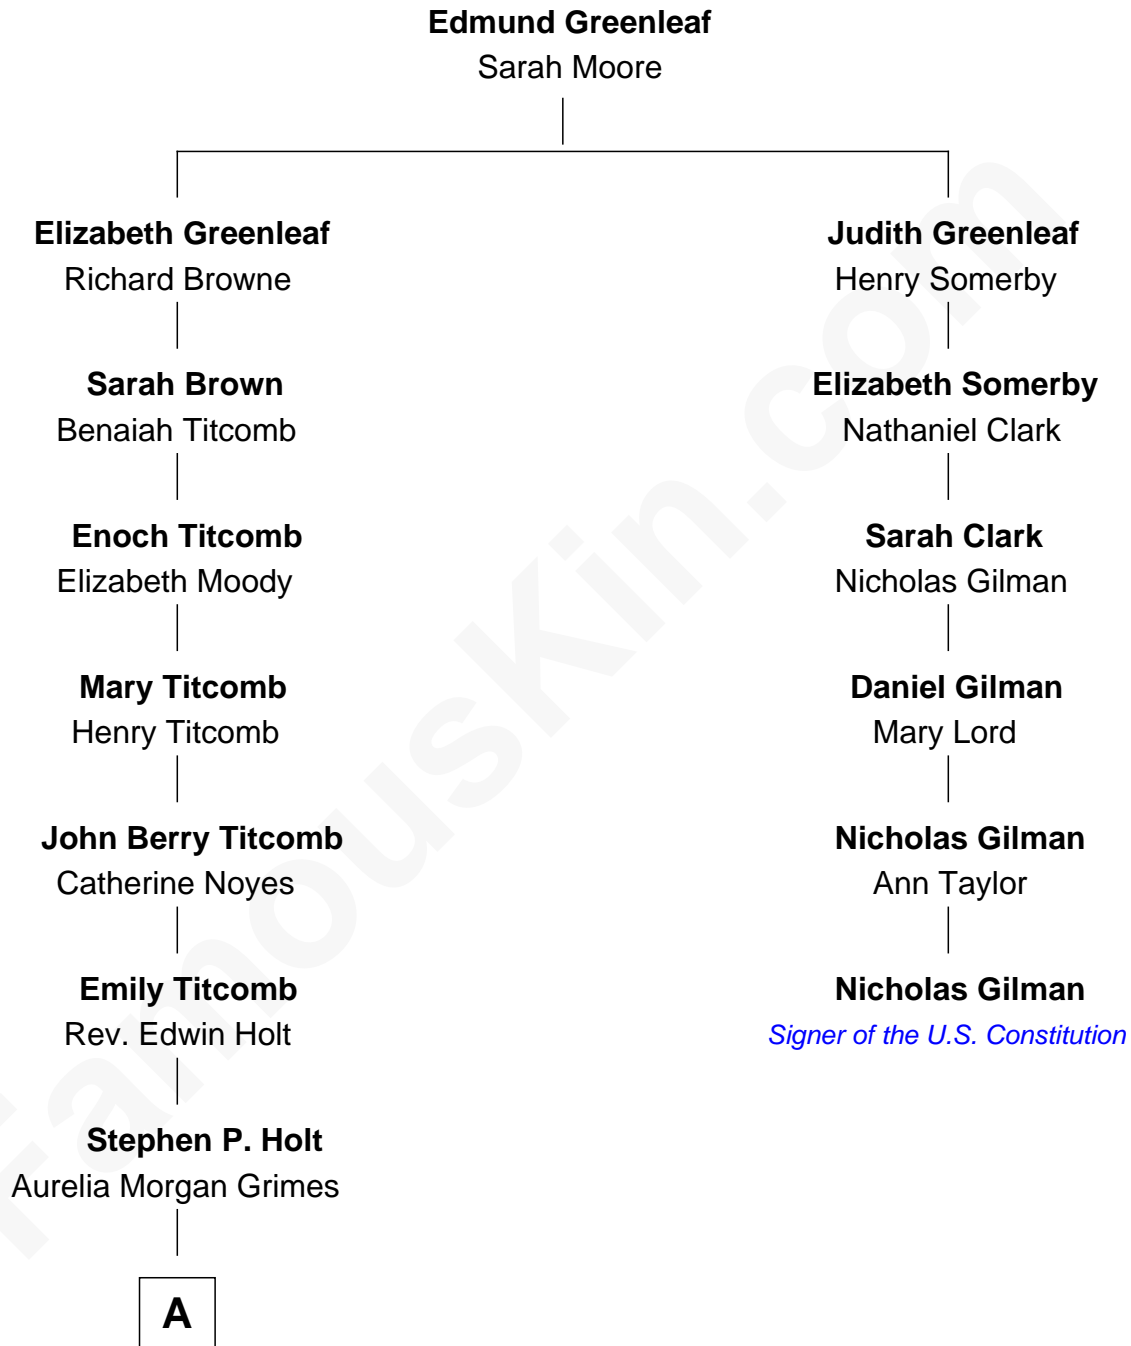 Edmund Greenleaf
Sarah Moore
Elizabeth Greenleaf
Richard Browne
Judith Greenleaf
Henry Somerby
Sarah Brown
Benaiah Titcomb
Elizabeth Somerby
Nathaniel Clark
Enoch Titcomb
Elizabeth Moody
Sarah Clark
Nicholas Gilman
Mary Titcomb
Henry Titcomb
Daniel Gilman
Mary Lord
John Berry Titcomb
Catherine Noyes
Nicholas Gilman
Ann Taylor
Emily Titcomb
Rev. Edwin Holt
Nicholas Gilman
Signer of the U.S. Constitution
Stephen P. Holt
Aurelia Morgan Grimes
A
FamousKin.com